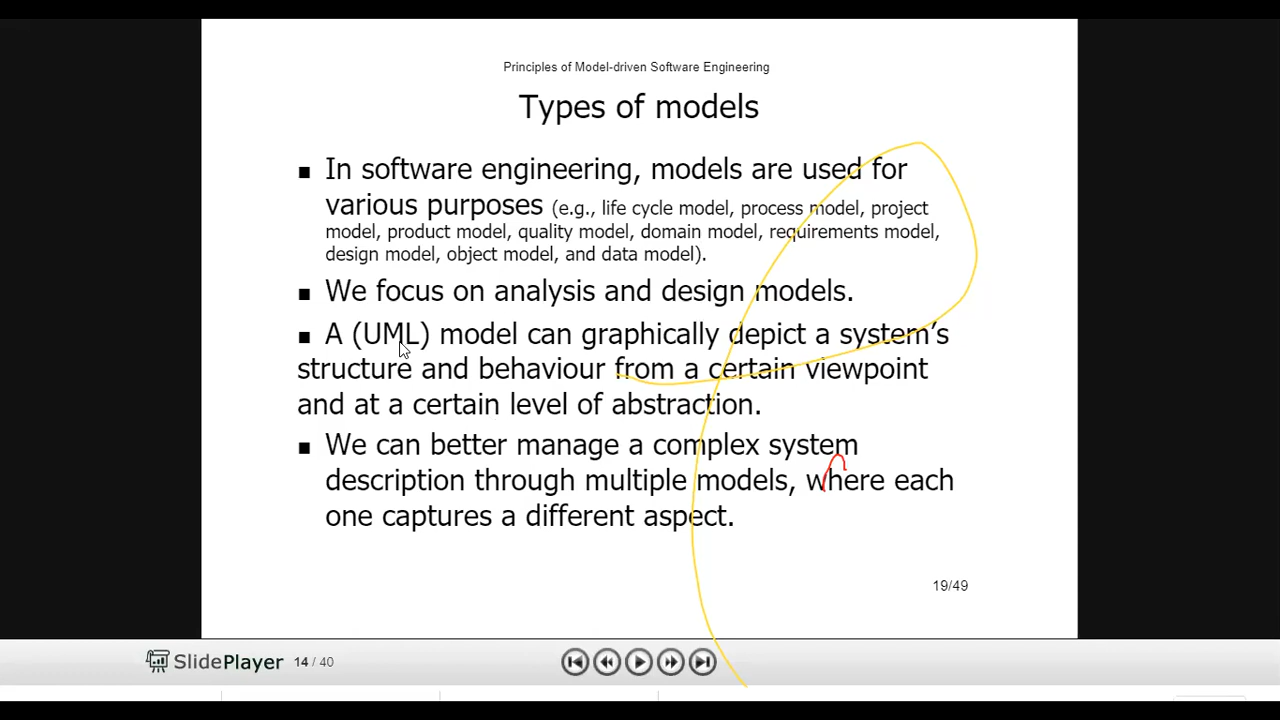 Principles of Model-driven Software Engineering
Types of models
■ In software engineering, models are used for
various purposes (e.g., life cycle model, process model, project
model, product model, quality model, domain model, requirements model,
design model, object model, and data model).
■ We focus on analysis and design models.
■ A (UML) model can graphically depict a system’s
structure and behaviour from a certain viewpoint
and at a certain level of abstraction.
■ We can better manage a complex system
description through multiple models, where each
one captures a different aspect.
19/49
SlidePlayer 14 / 40